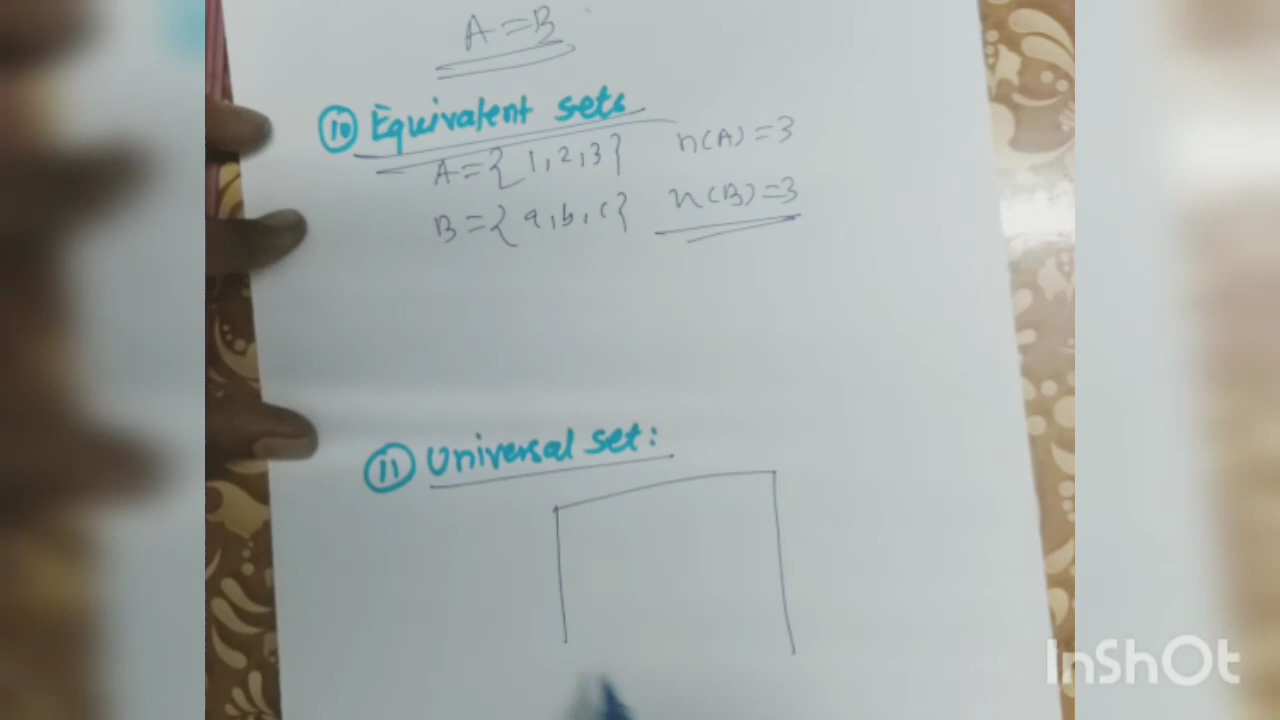 A = B
10 Equivalent sets
A = { 1, 2, 3 } n(A) = 3
B = { a, b, c } n(B) = 3
11 Universal set:
InShOt